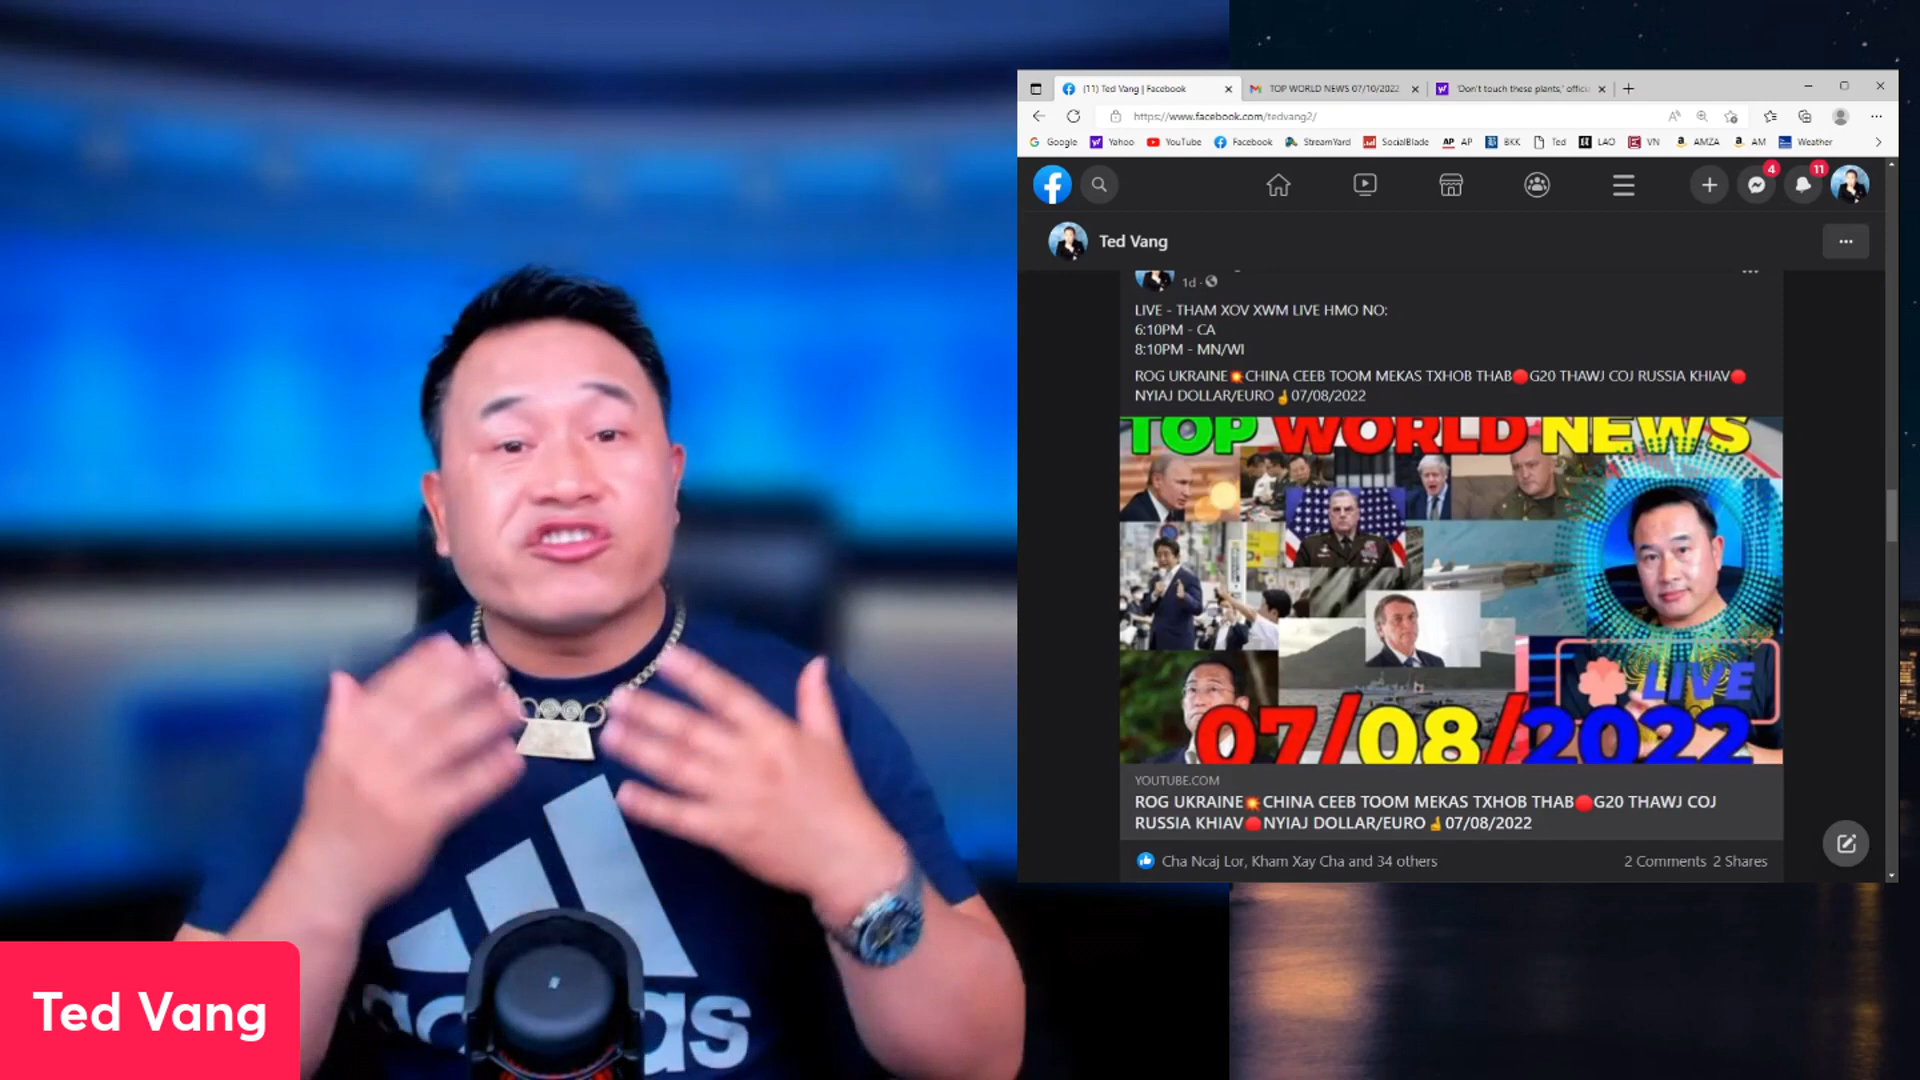 (11) Ted Vang | Facebook
TOP WORLD NEWS 07/10/2022
'Don't touch these plants,' offici
https://www.facebook.com/tedvang2/
Google
Yahoo
YouTube
Facebook
StreamYard
SocialBlade
AP AP
BKK
Ted
LAO
VN
AMZA
AM
Weather
4
11
Ted Vang
1d
LIVE - THAM XOV XWM LIVE HMO NO:
6:10PM - CA
8:10PM - MN/WI
ROG UKRAINE💥CHINA CEEB TOOM MEKAS TXHOB THAB🔴G20 THAWJ COJ RUSSIA KHIAV🔴
NYIAJ DOLLAR/EURO🤞07/08/2022
TOP WORLD NEWS
LIVE
07/08/2022
YOUTUBE.COM
ROG UKRAINE💥CHINA CEEB TOOM MEKAS TXHOB THAB🔴G20 THAWJ COJ
RUSSIA KHIAV🔴NYIAJ DOLLAR/EURO🤞07/08/2022
Cha Ncaj Lor, Kham Xay Cha and 34 others
2 Comments 2 Shares
Ted Vang
adidas